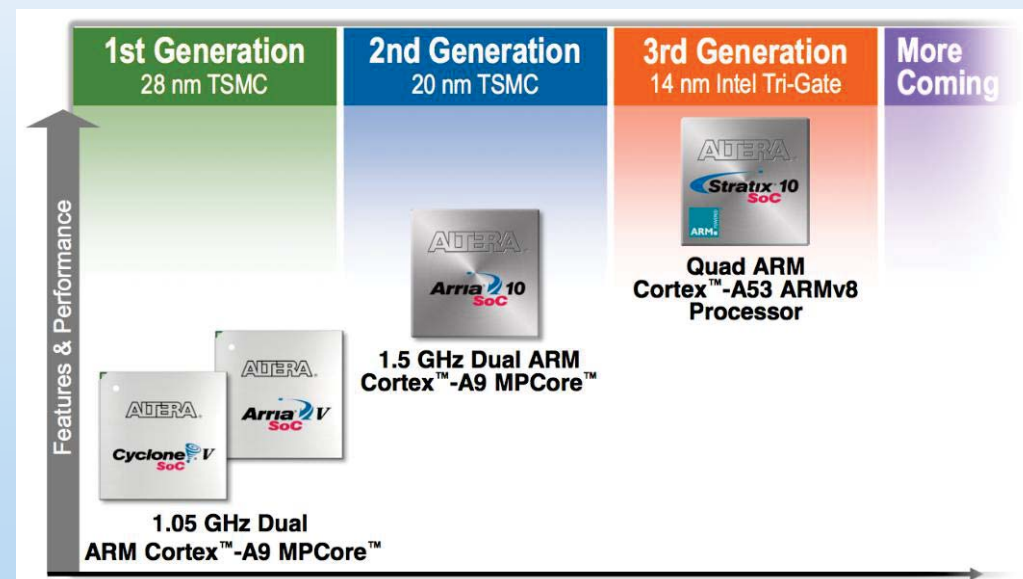 1st Generation
28 nm TSMC
2nd Generation
20 nm TSMC
3rd Generation
14 nm Intel Tri-Gate
More
Coming
Features & Performance
ALTERA.
Cyclone V
SoC
ALTERA.
Arria V
SoC
1.05 GHz Dual
ARM Cortex™-A9 MPCore™
ALTERA.
Arria 10
SoC
1.5 GHz Dual ARM
Cortex™-A9 MPCore™
ALTERA.
Stratix 10
SoC
ARM.
POWERED
Quad ARM
Cortex™-A53 ARMv8
Processor